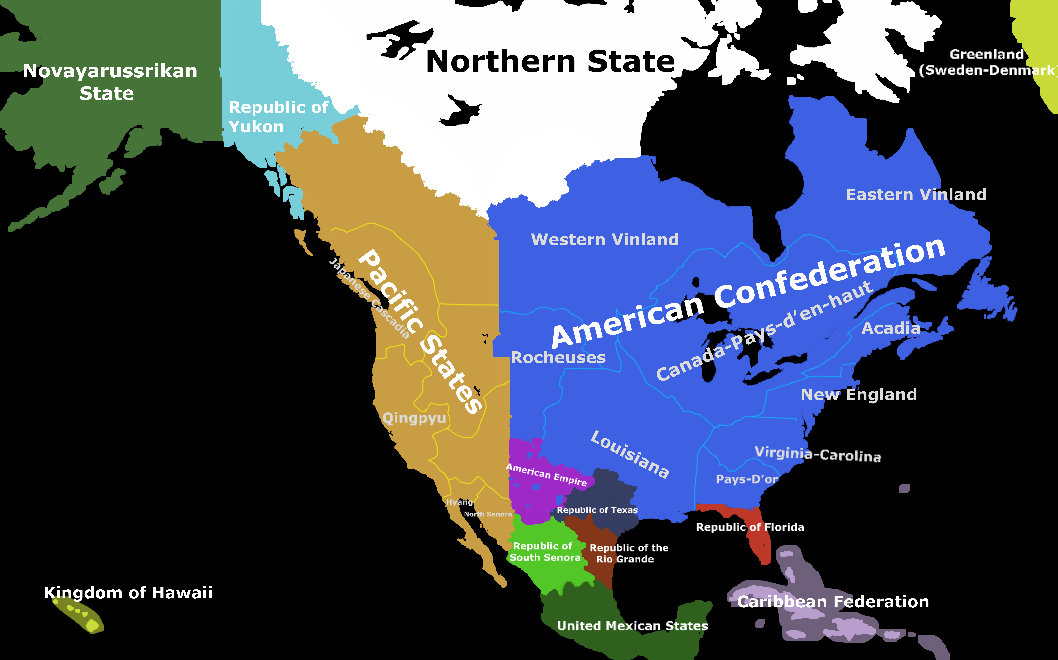 Northern State
Greenland
(Sweden-Denmark)
Novayarussrikan
State
Republic of
Yukon
Eastern Vinland
Western Vinland
Pacific States
Japanese Cascadia
American Confederation
Canada-Pays-d'en-haut
Acadia
Rocheuses
New England
Qingpyu
Louisiana
Virginia-Carolina
American Empire
Pays-D'or
Hyang
North Senora
Republic of Texas
Republic of Florida
Republic of
South Senora
Republic of the
Rio Grande
Kingdom of Hawaii
Caribbean Federation
United Mexican States